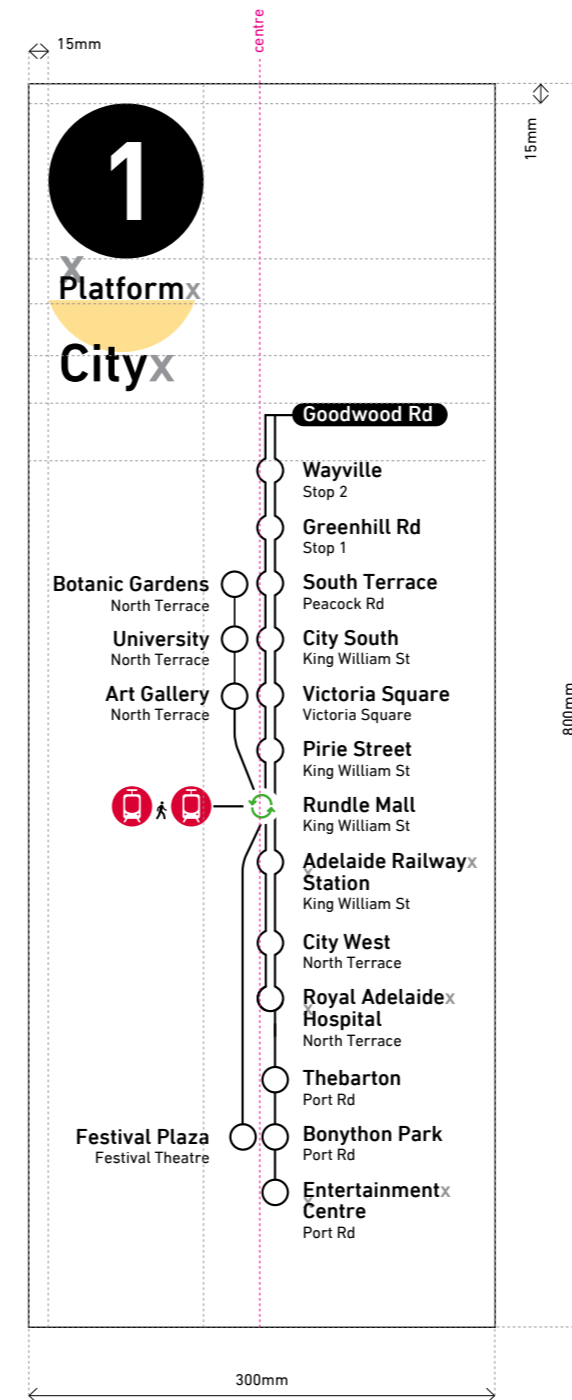 centre
15mm
15mm
1
x
Platformx
Cityx
Goodwood Rd
Wayville
Stop 2
Greenhill Rd
Stop 1
Botanic Gardens
North Terrace
South Terrace
Peacock Rd
University
North Terrace
City South
King William St
Art Gallery
North Terrace
Victoria Square
Victoria Square
Pirie Street
King William St
Rundle Mall
King William St
Adelaide Railwayx
x
Station
King William St
City West
North Terrace
Royal Adelaidex
x
Hospital
North Terrace
Thebarton
Port Rd
Festival Plaza
Festival Theatre
Bonython Park
Port Rd
Entertainmentx
x
Centre
Port Rd
800mm
300mm